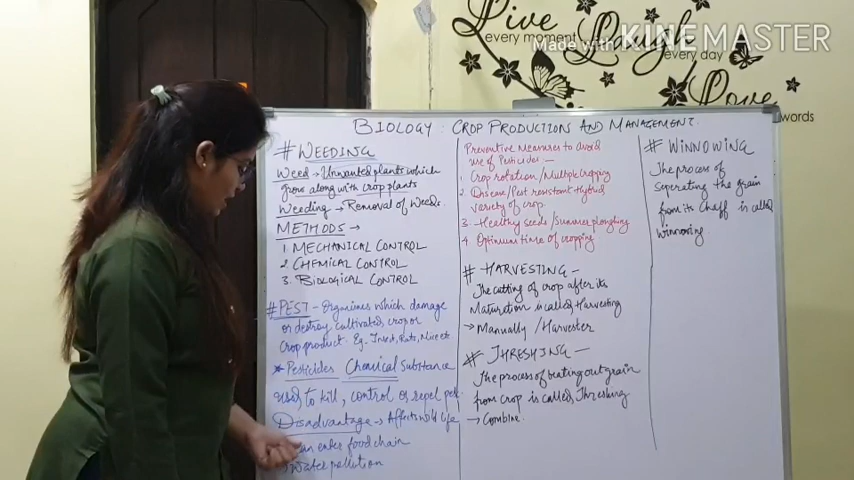 Live
every moment
Laugh
every day
Love
words
Made with KINEMASTER
BIOLOGY: CROP PRODUCTION AND MANAGEMENT
# WEEDING
Weed → Unwanted plants which
grow along with crop plants
Weeding → Removal of Weeds.
METHODS →
1. MECHANICAL CONTROL
2. CHEMICAL CONTROL
3. BIOLOGICAL CONTROL
# PEST - Organimes which damage
or destroy cultivated crop or
Crop product. Eg. Insect, Rats, Mice etc
* Pesticides Chemical Substance
used to kill, control or repel pest
Disadvantage → Affects wild life
enter food chain
Water pollution
Preventive Measures to avoid
use of Pesticides -
1. Crop rotation / Multiple Cropping
2. Disease/Pest resistant Hybrid
variety of crop.
3. Healthy seeds / Summer ploughing
4. Optimum time of cropping
# HARVESTING -
The cutting of crop after its
Maturation is called Harvesting
→ Manually / Harvester
# THRESHING -
The process of beating out grain
from crop is called Threshing
→ Combine.
# WINNOWING
The process of
seperating the grain
from its Cheff is called
winnowing